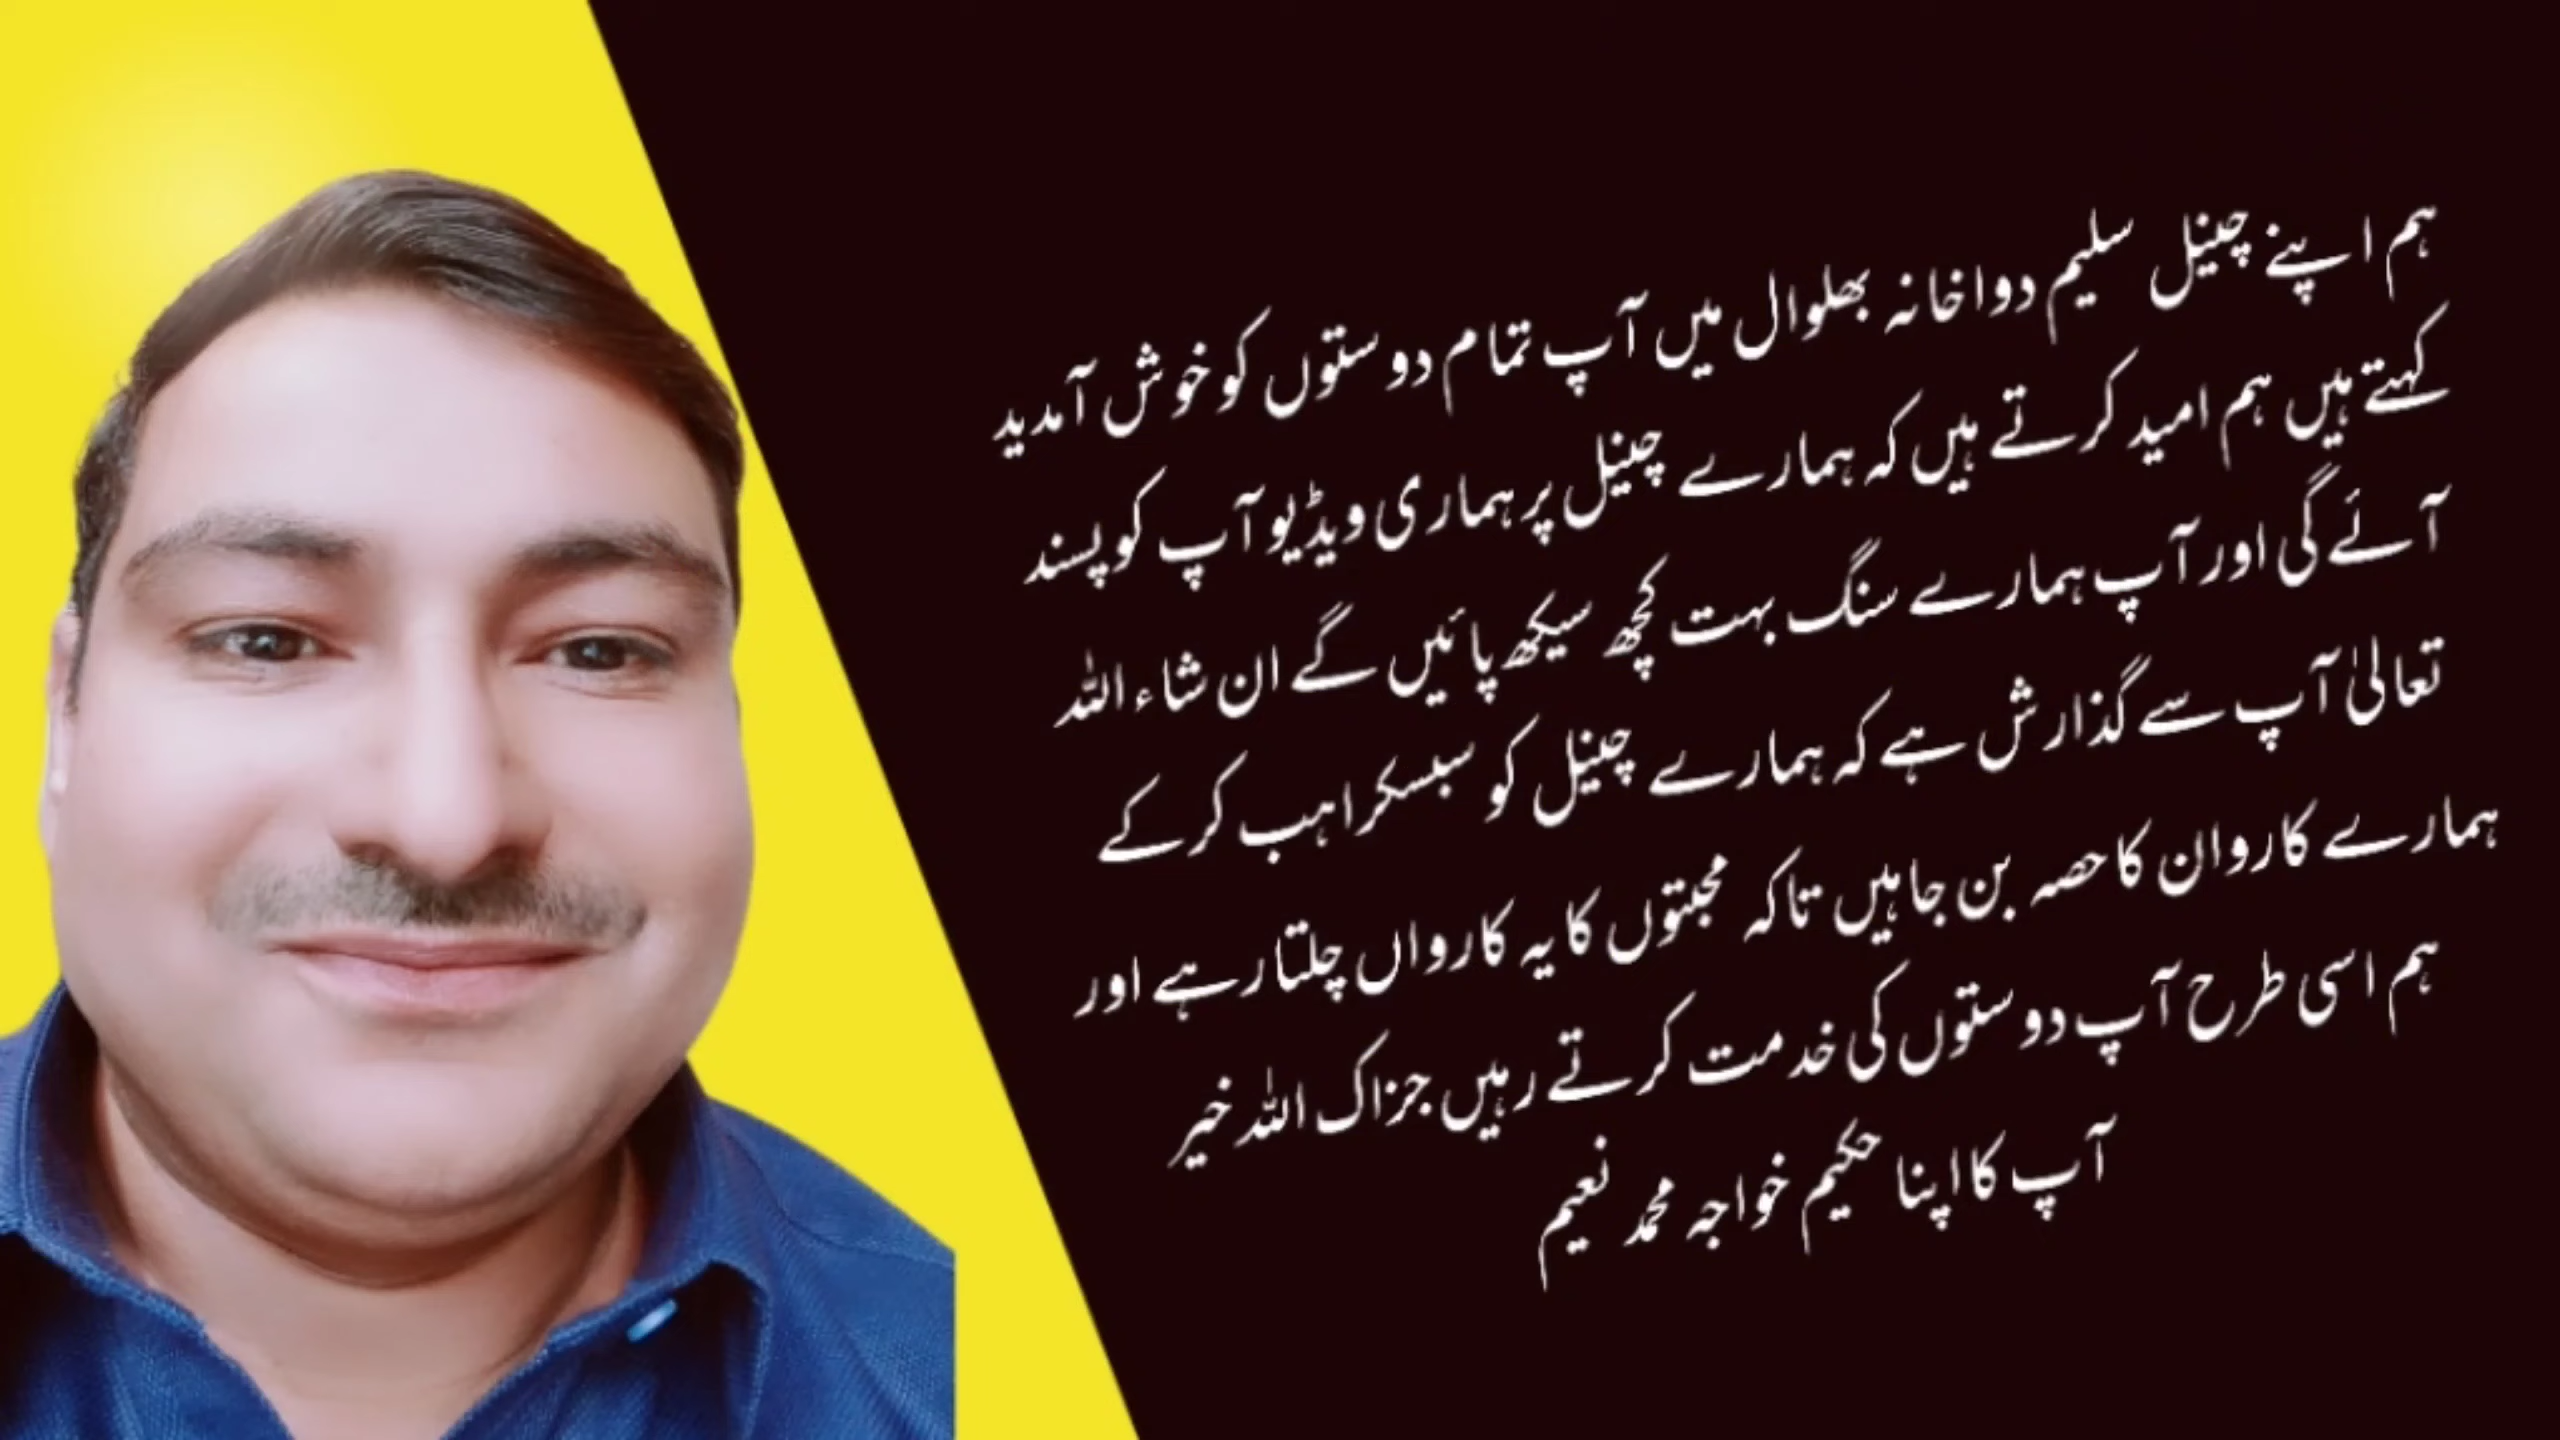 ہم اپنے چینل سلیم دواخانہ بھلوال میں آپ تمام دوستوں کو خوش آمدید
کہتے ہیں ہم امید کرتے ہیں کہ ہمارے چینل پر ہماری ویڈیو آپ کو پسند
آئے گی اور آپ ہمارے سنگ بہت کچھ سیکھ پائیں گے ان شاء اللہ
تعالیٰ آپ سے گذارش ہے کہ ہمارے چینل کو سبسکراہب کرکے
ہمارے کاروان کا حصہ بن جاہیں تاکہ محبتوں کا یہ کارواں چلتا رہے اور
ہم اسی طرح آپ دوستوں کی خدمت کرتے رہیں جزاک اللہ خیر
آپ کا اپنا حکیم خواجہ محمد نعیم